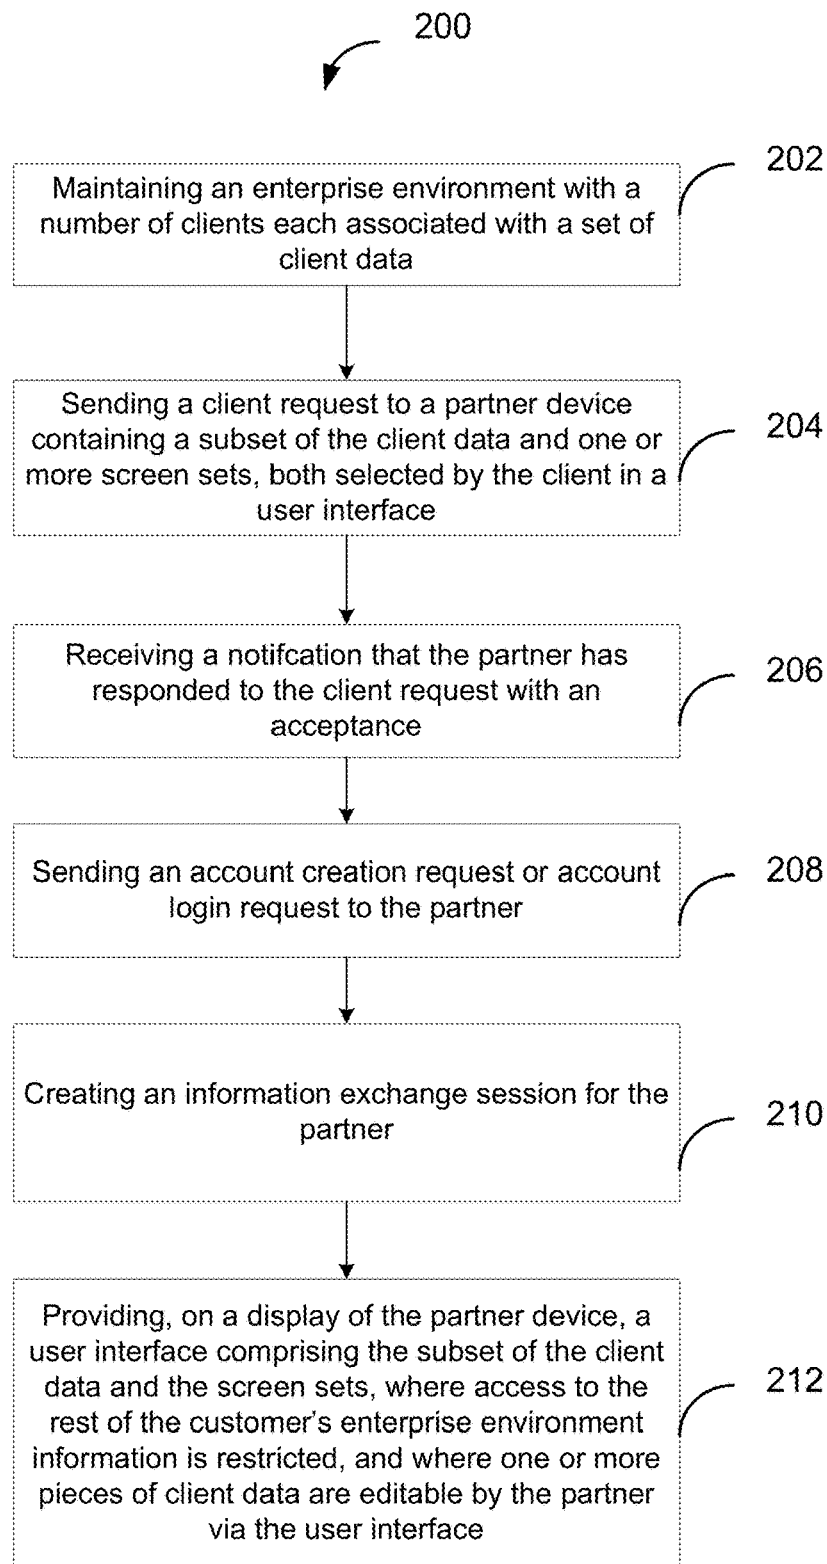 200
202
Maintaining an enterprise environment with a
number of clients each associated with a set of
client data
204
Sending a client request to a partner device
containing a subset of the client data and one or
more screen sets, both selected by the client in a
user interface
206
Receiving a notifcation that the partner has
responded to the client request with an
acceptance
208
Sending an account creation request or account
login request to the partner
210
Creating an information exchange session for the
partner
212
Providing, on a display of the partner device, a
user interface comprising the subset of the client
data and the screen sets, where access to the
rest of the customer's enterprise environment
information is restricted, and where one or more
pieces of client data are editable by the partner
via the user interface